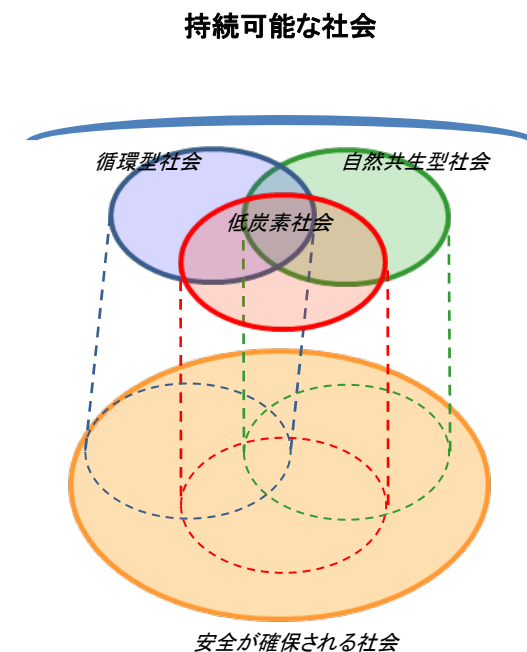 持続可能な社会
循環型社会
自然共生型社会
低炭素社会
安全が確保される社会